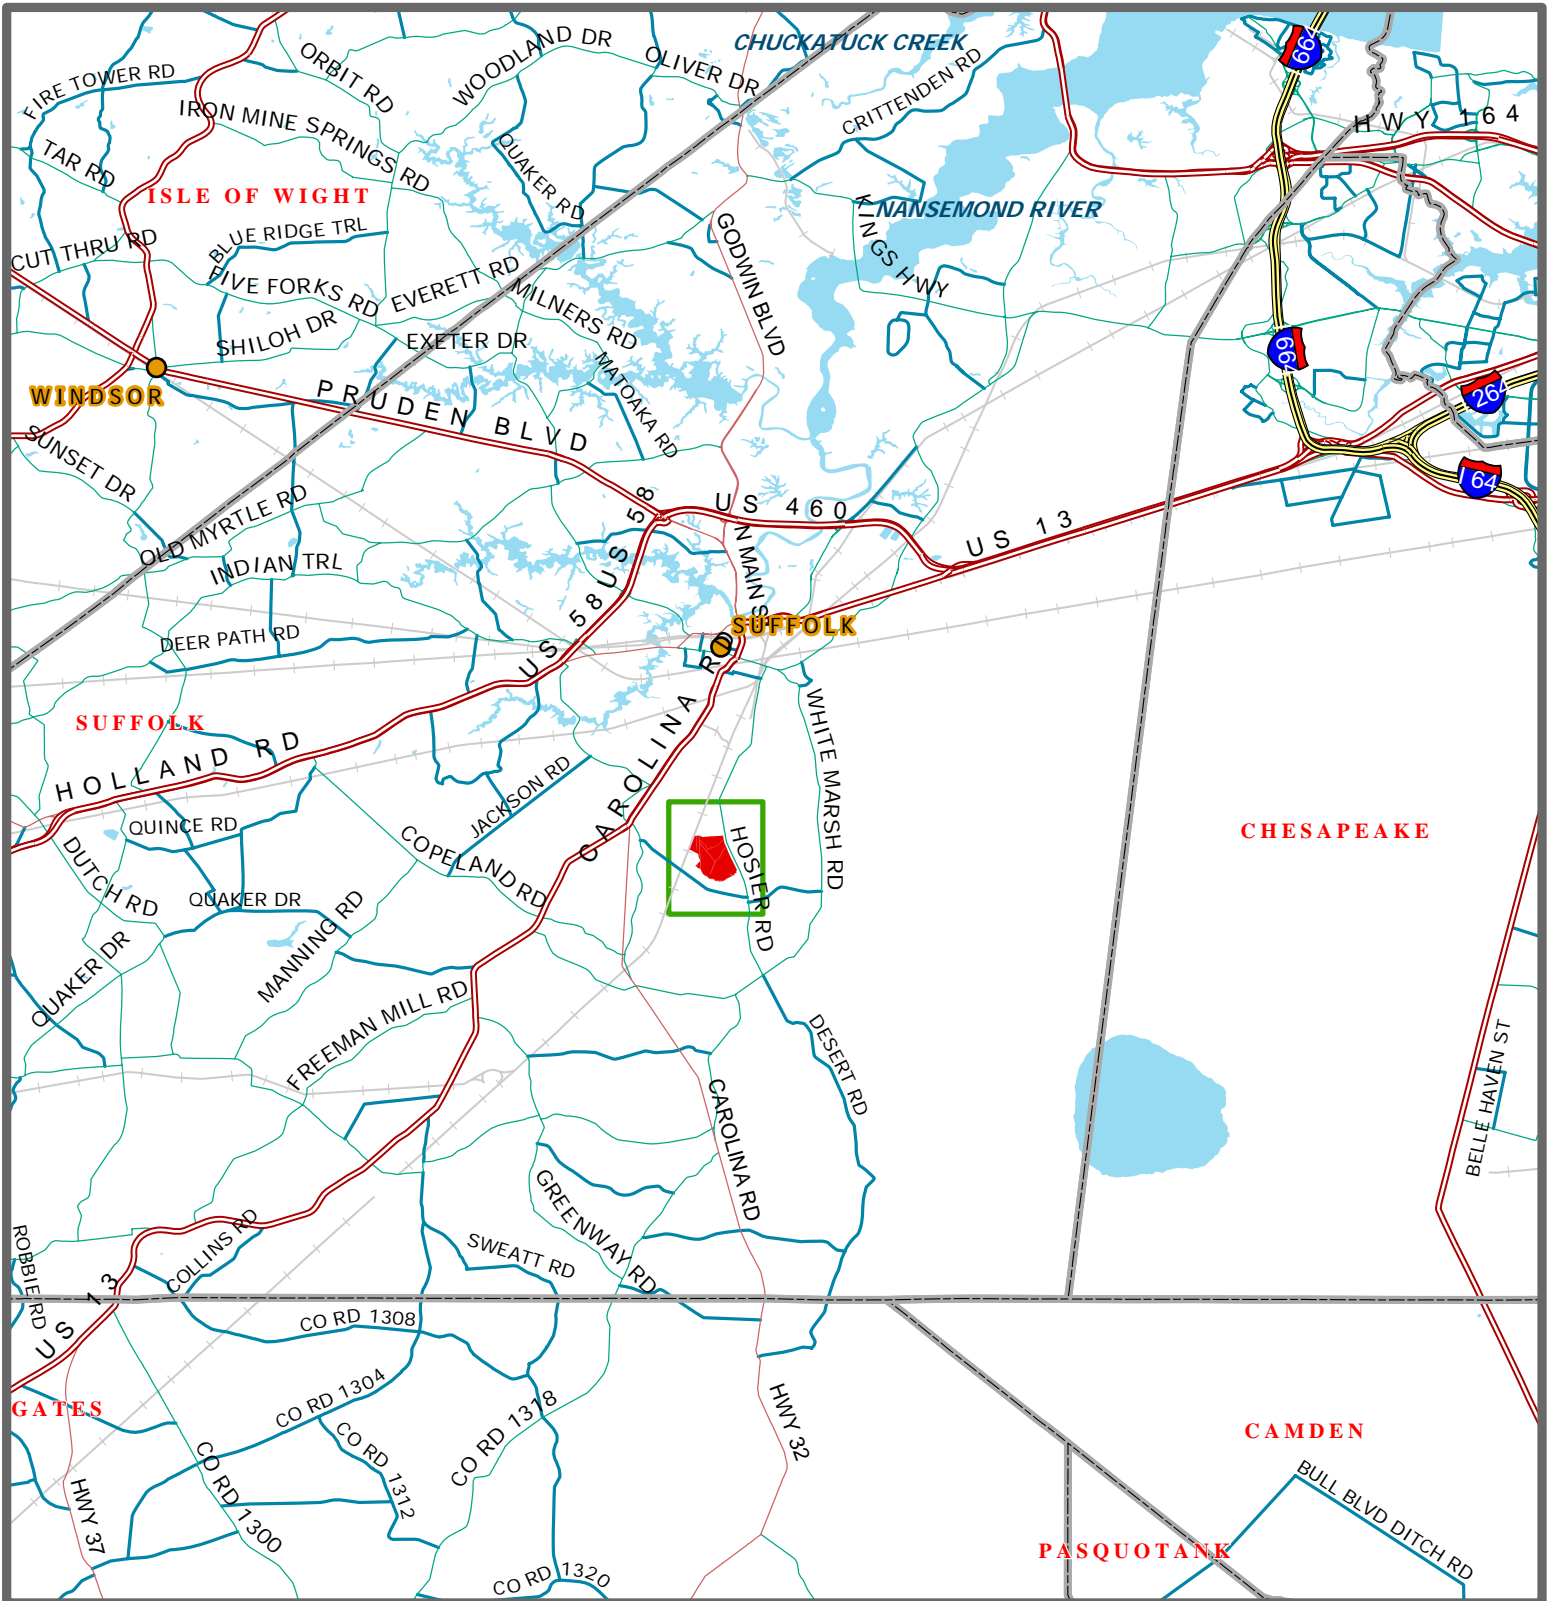 CHUCKATUCK CREEK
664
ORBIT RD
WOODLAND DR
OLIVER DR
FIRE TOWER RD
CRITTENDEN RD
IRON MINE SPRINGS RD
HWY 164
TAR RD
QUAKER RD
ISLE OF WIGHT
KINGS HWY
NANSEMOND RIVER
BLUE RIDGE TRL
GODWIN BLVD
CUT THRU RD
FIVE FORKS RD
EVERETT RD
MILNERS RD
SHILOH DR
EXETER DR
664
MATOAKA RD
WINDSOR
PRUDEN BLVD
264
SUNSET DR
I 64
OLD MYRTLE RD
US 58
US 460
US 13
INDIAN TRL
N MAIN ST
US 58
SUFFOLK
DEER PATH RD
SUFFOLK
HOLLAND RD
CAROLINA RD
WHITE MARSH RD
JACKSON RD
QUINCE RD
COPELAND RD
HOSIER RD
CHESAPEAKE
DUTCH RD
QUAKER DR
MANNING RD
QUAKER DR
FREEMAN MILL RD
DESERT RD
BELLE HAVEN ST
CAROLINA RD
GREENWAY RD
COLLINS RD
SWEATT RD
ROBBIE RD
US 13
CO RD 1308
CO RD 1304
CO RD 1318
HWY 32
GATES
CO RD 1312
CAMDEN
CO RD 1300
BULL BLVD DITCH RD
HWY 37
PASQUOTANK
CO RD 1320